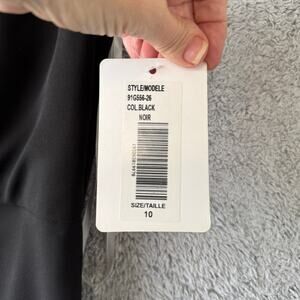 STYLE/MODELE
91G556-26
COL.BLACK
NOIR
SIZE/TAILLE
10